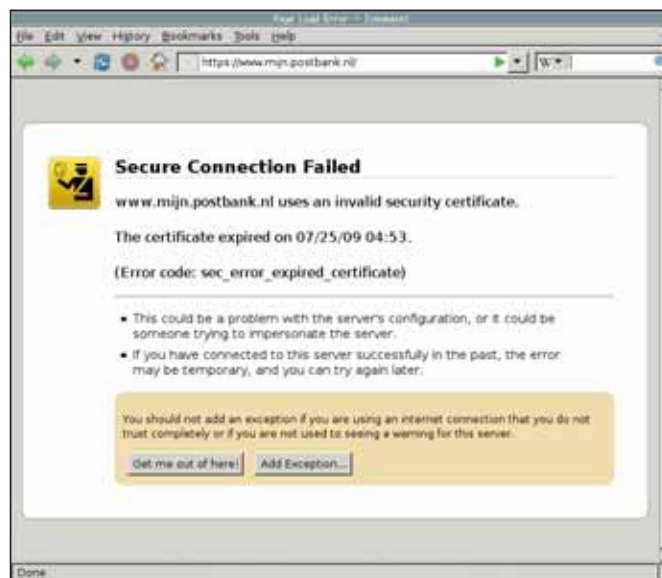 Page Load Error -
File Edit View History Bookmarks Tools Help
https://www.mijn.postbank.nl/
W
Secure Connection Failed
www.mijn.postbank.nl uses an invalid security certificate.
The certificate expired on 07/25/09 04:53.
(Error code: sec_error_expired_certificate)
• This could be a problem with the server's configuration, or it could be
someone trying to impersonate the server.
• If you have connected to this server successfully in the past, the error
may be temporary, and you can try again later.
You should not add an exception if you are using an internet connection that you do not
trust completely or if you are not used to seeing a warning for this server.
Get me out of here! Add Exception...
Done